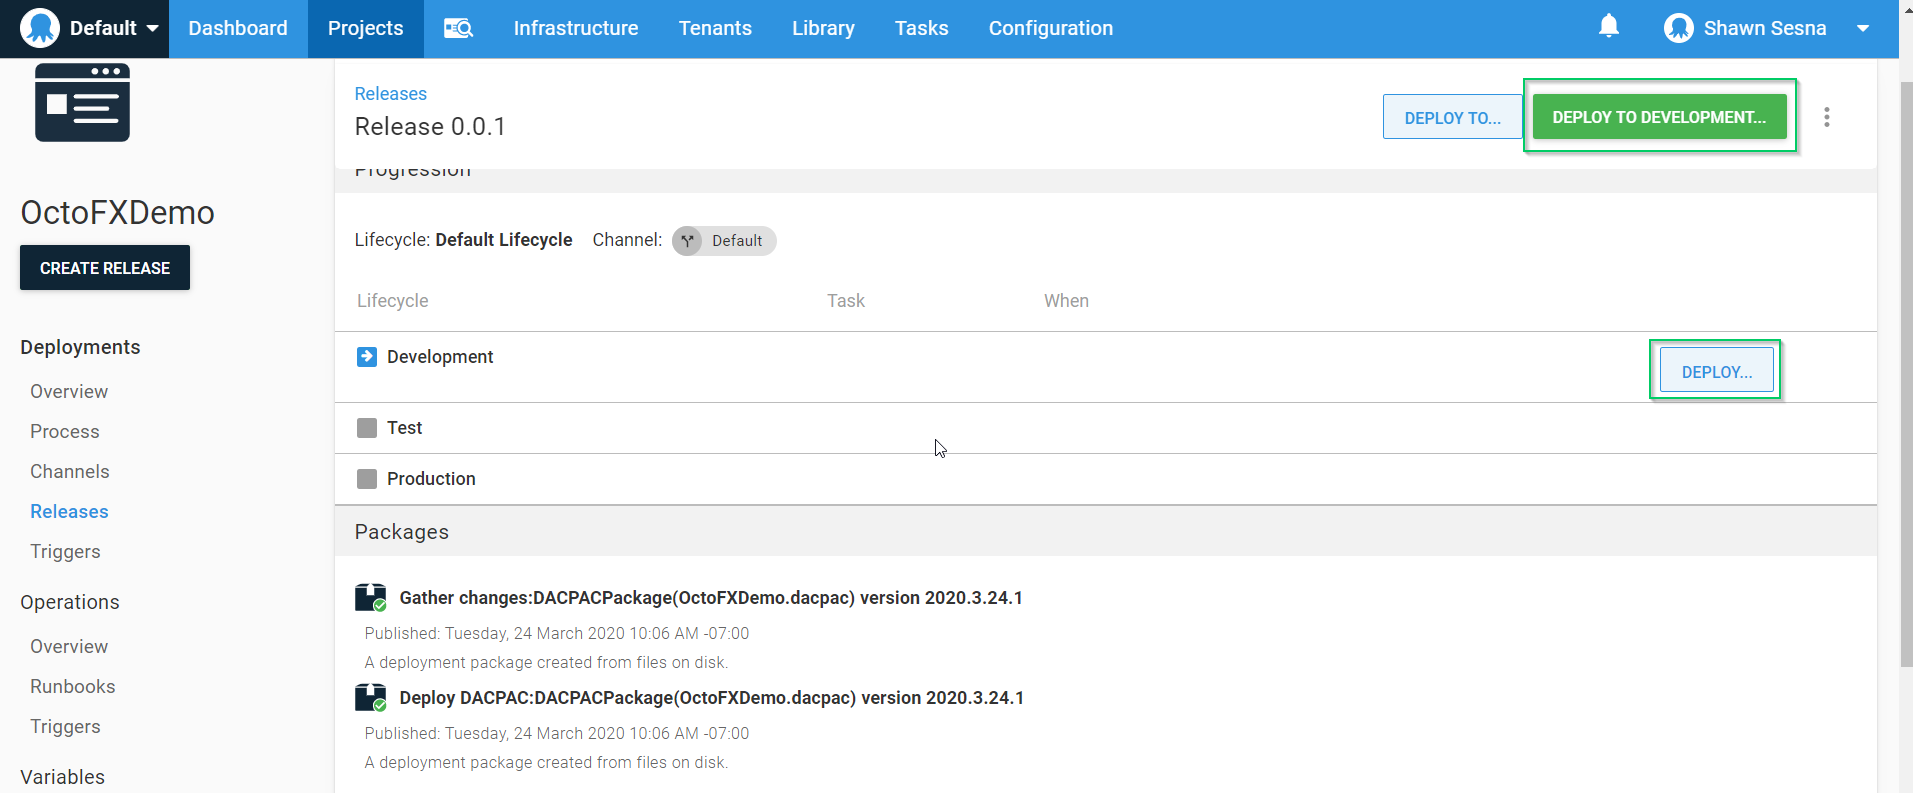 Default Dashboard Projects Infrastructure Tenants Library Tasks Configuration Shawn Sesna
OctoFXDemo
CREATE RELEASE
Deployments
Overview
Process
Channels
Releases
Triggers
Operations
Overview
Runbooks
Triggers
Variables
Releases
Release 0.0.1
DEPLOY TO...
DEPLOY TO DEVELOPMENT...
Progression
Lifecycle: Default Lifecycle Channel: Default
Lifecycle Task When
Development
DEPLOY...
Test
Production
Packages
Gather changes:DACPACPackage(OctoFXDemo.dacpac) version 2020.3.24.1
Published: Tuesday, 24 March 2020 10:06 AM -07:00
A deployment package created from files on disk.
Deploy DACPAC:DACPACPackage(OctoFXDemo.dacpac) version 2020.3.24.1
Published: Tuesday, 24 March 2020 10:06 AM -07:00
A deployment package created from files on disk.